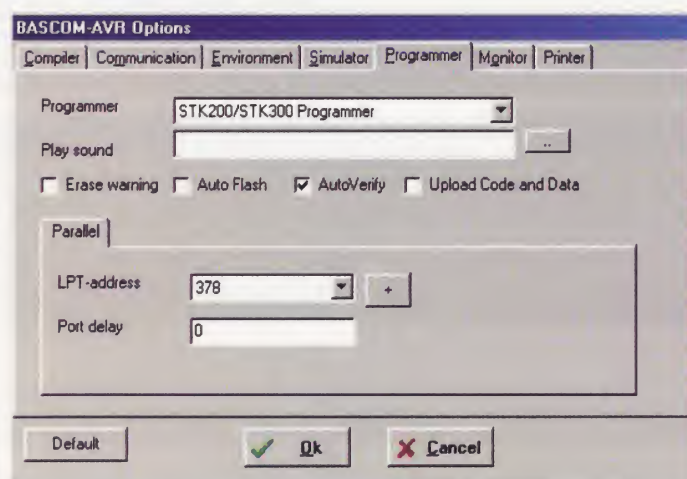 BASCOM-AVR Options
Compiler Communication Environment Simulator Programmer Monitor Printer
Programmer STK200/STK300 Programmer
Play sound ..
Erase warning Auto Flash AutoVerify Upload Code and Data
Parallel
LPT-address 378 +
Port delay 0
Default Ok Cancel